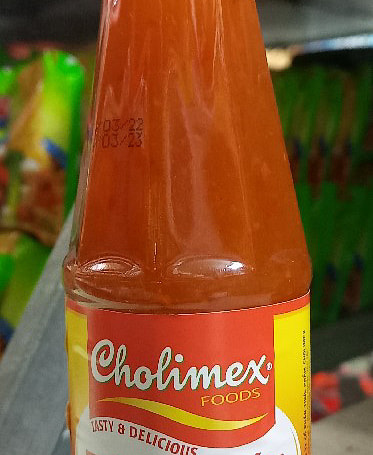 03/22
03/23
Cholimex®
FOODS
TASTY & DELICIOUS